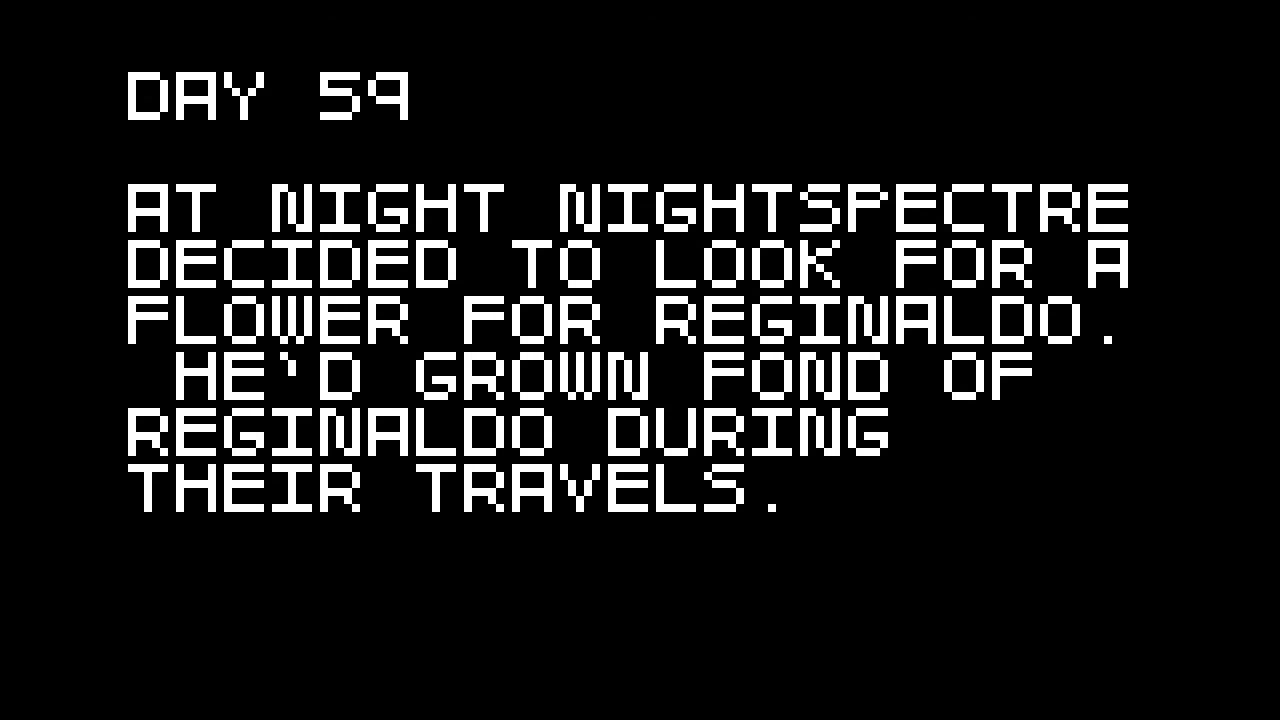 DAY 59
AT NIGHT NIGHTSPECTRE
DECIDED TO LOOK FOR A
FLOWER FOR REGINALDO.
HE`D GROWN FOND OF
REGINALDO DURING
THEIR TRAVELS.